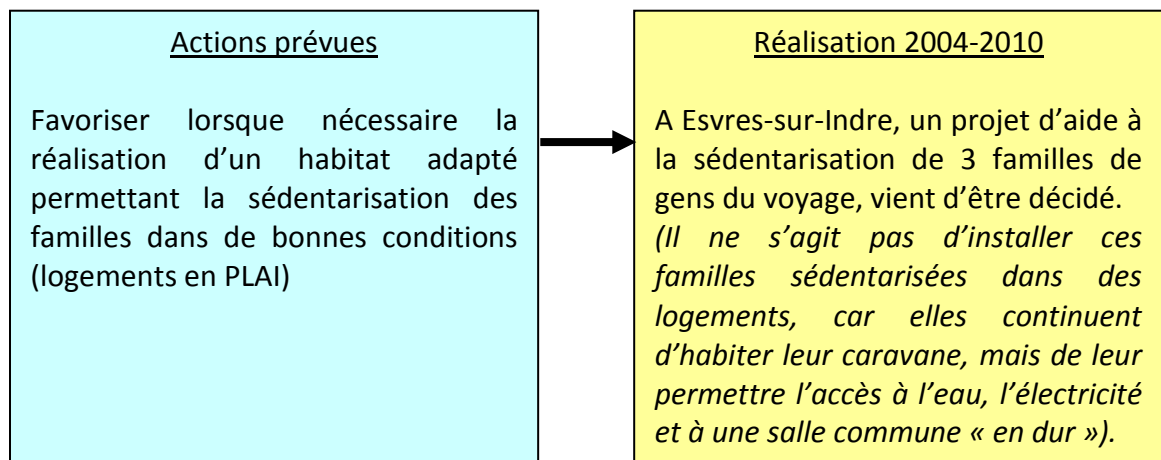 Actions prévues
Favoriser lorsque nécessaire la
réalisation d’un habitat adapté
permettant la sédentarisation des
familles dans de bonnes conditions
(logements en PLAI)
Réalisation 2004-2010
A Esvres-sur-Indre, un projet d’aide à
la sédentarisation de 3 familles de
gens du voyage, vient d’être décidé.
(Il ne s’agit pas d’installer ces
familles sédentarisées dans des
logements, car elles continuent
d’habiter leur caravane, mais de leur
permettre l’accès à l’eau, l’électricité
et à une salle commune « en dur »).